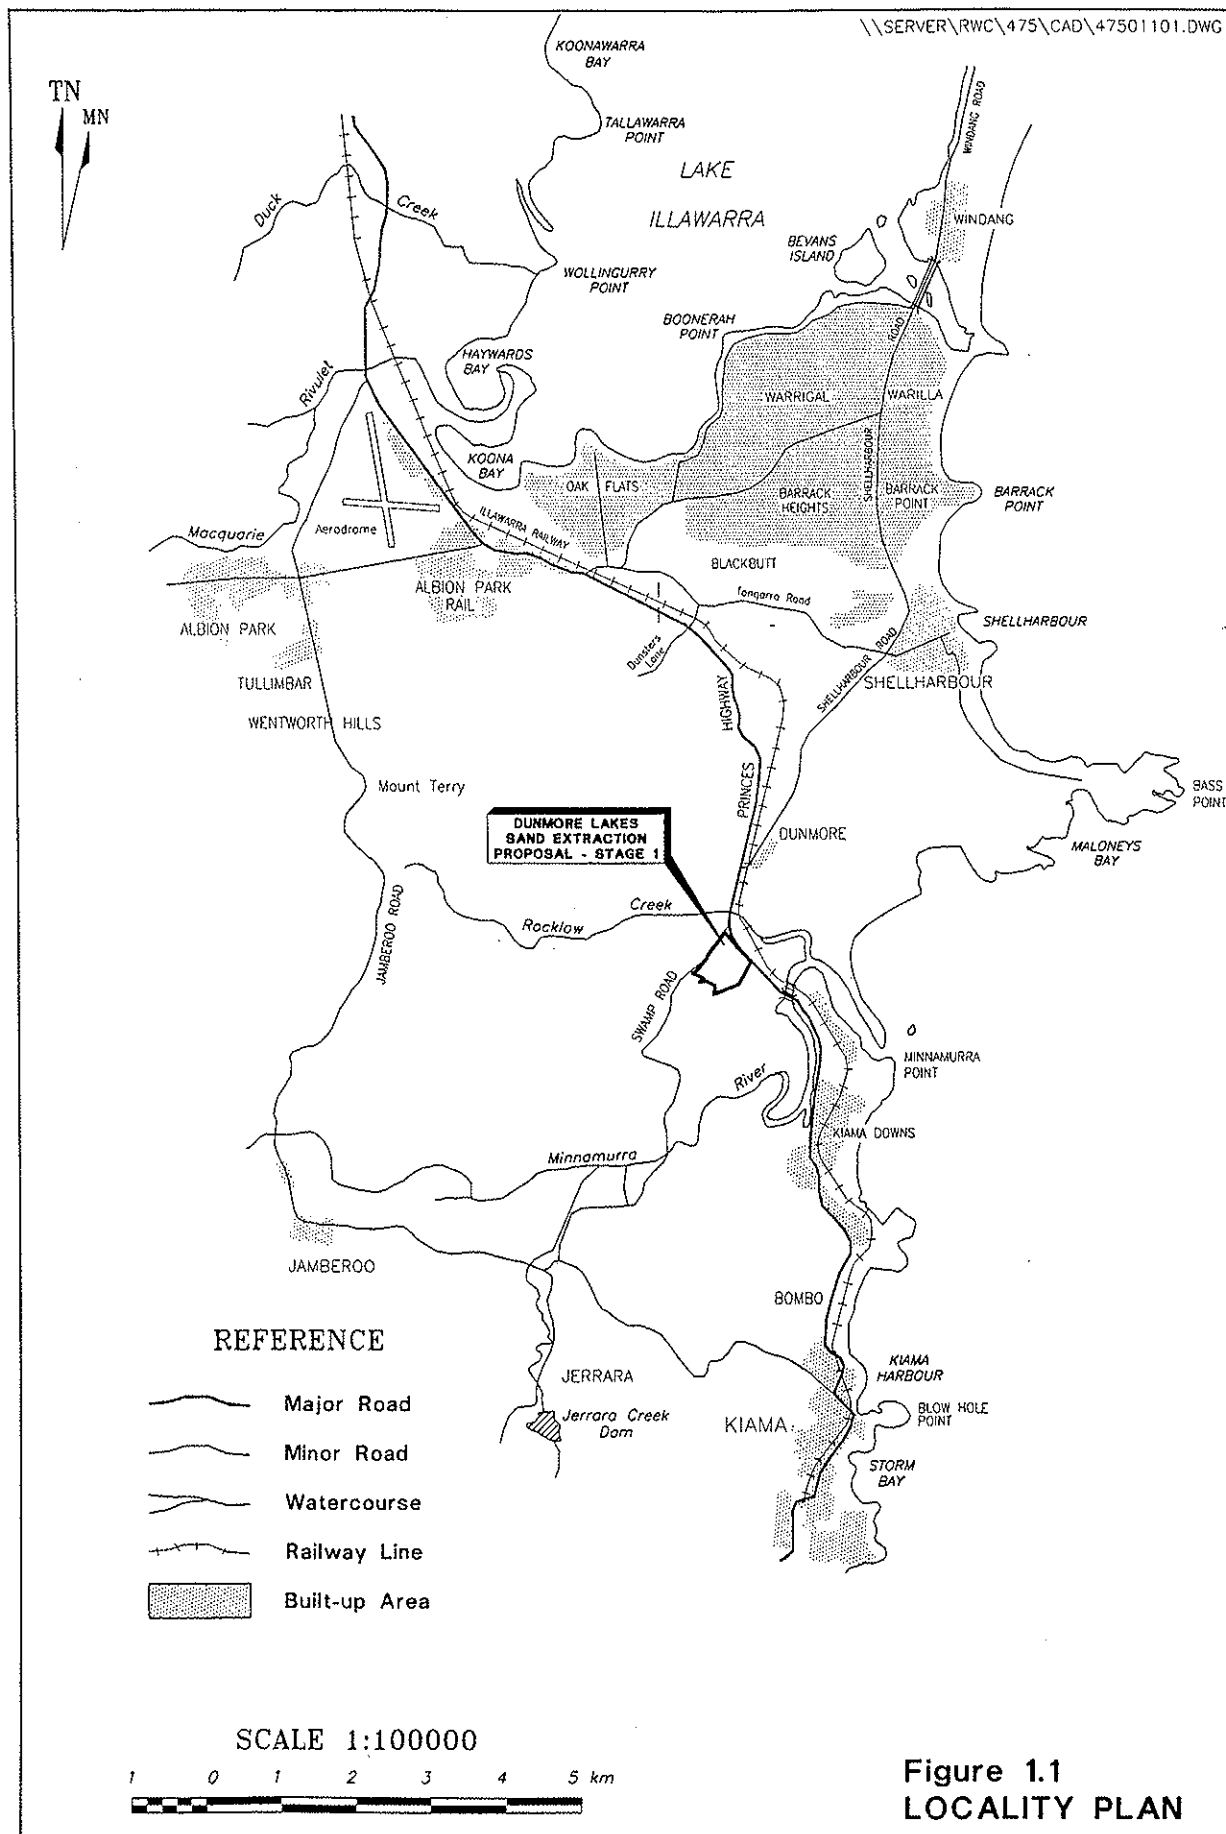 \\SERVER\RWC\475\CAD\47501101.DWG
TN
MN
KOONAWARRA
BAY
TALLAWARRA
POINT
LAKE
ILLAWARRA
WINDANG ROAD
WINDANG
Duck
Creek
BEVANS
ISLAND
WOLLINGURRY
POINT
BOONERAH
POINT
ROAD
HAYWARDS
BAY
Rivulet
WARRIGAL
WARILLA
SHELLHARBOUR
KOONA
BAY
OAK FLATS
BARRACK
HEIGHTS
BARRACK
POINT
BARRACK
POINT
ILLAWARRA RAILWAY
Macquarie
Aerodrome
BLACKBUTT
ALBION PARK
RAIL
Tongarra Road
ALBION PARK
SHELLHARBOUR
Dunsters
Lane
SHELLHARBOUR ROAD
SHELLHARBOUR
TULLIMBAR
WENTWORTH HILLS
HIGHWAY
PRINCES
Mount Terry
BASS
POINT
DUNMORE LAKES
SAND EXTRACTION
PROPOSAL - STAGE 1
DUNMORE
MALONEYS
BAY
JAMBEROO ROAD
Rocklow
Creek
SWAMP ROAD
MINNAMURRA
POINT
River
KIAMA DOWNS
Minnamurra
JAMBEROO
BOMBO
REFERENCE
KIAMA
HARBOUR
JERRARA
Major Road
Jerrara Creek
Dam
KIAMA
BLOW HOLE
POINT
Minor Road
STORM
BAY
Watercourse
Railway Line
Built-up Area
SCALE 1:100000
1 0 1 2 3 4 5 km
Figure 1.1
LOCALITY PLAN